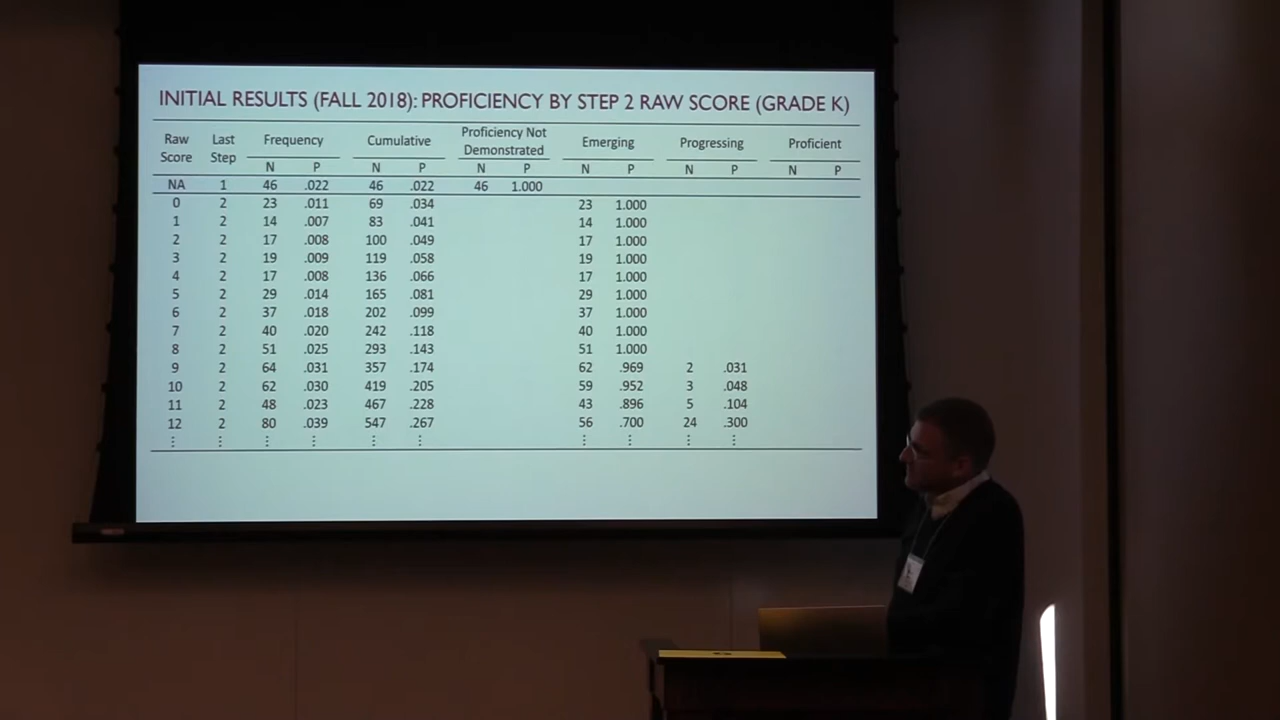 INITIAL RESULTS (FALL 2018): PROFICIENCY BY STEP 2 RAW SCORE (GRADE K)
Raw Score Last Step Frequency Cumulative Proficiency Not Demonstrated Emerging Progressing Proficient
N P N P N P N P N P N P
NA 1 46 .022 46 .022 46 1.000
0 2 23 .011 69 .034 23 1.000
1 2 14 .007 83 .041 14 1.000
2 2 17 .008 100 .049 17 1.000
3 2 19 .009 119 .058 19 1.000
4 2 17 .008 136 .066 17 1.000
5 2 29 .014 165 .081 29 1.000
6 2 37 .018 202 .099 37 1.000
7 2 40 .020 242 .118 40 1.000
8 2 51 .025 293 .143 51 1.000
9 2 64 .031 357 .174 62 .969 2 .031
10 2 62 .030 419 .205 59 .952 3 .048
11 2 48 .023 467 .228 43 .896 5 .104
12 2 80 .039 547 .267 56 .700 24 .300
⋮ ⋮ ⋮ ⋮ ⋮ ⋮ ⋮ ⋮ ⋮ ⋮